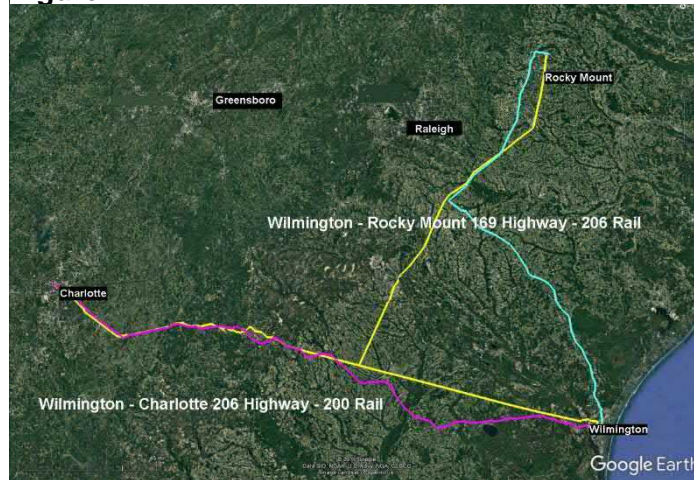 Rocky Mount
Greensboro
Raleigh
Wilmington - Rocky Mount 169 Highway - 206 Rail
Charlotte
Wilmington - Charlotte 206 Highway - 200 Rail
Wilmington
Google Earth